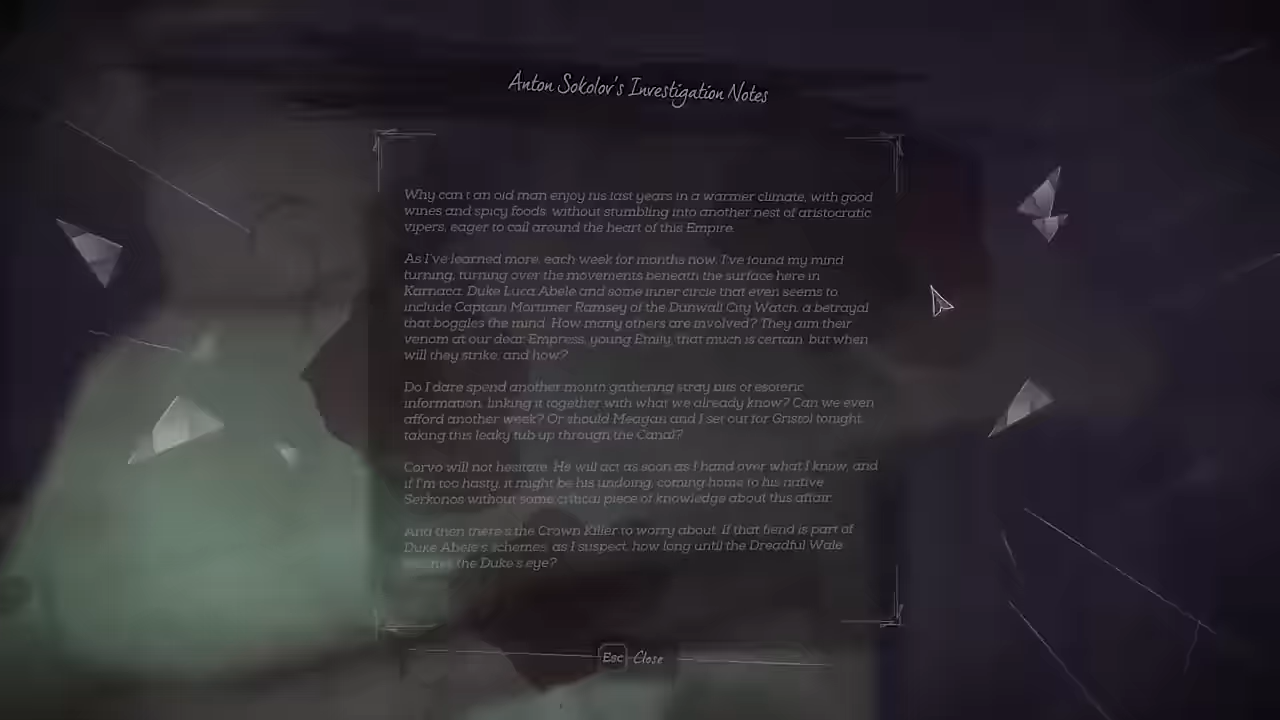 Anton Sokolov's Investigation Notes
Why can't an old man enjoy his last years in a warmer climate, with good
wines and spicy foods, without stumbling into another nest of aristocratic
vipers, eager to coil around the heart of this Empire.
As I've learned more, each week for months now, I've found my mind
turning, turning over the movements beneath the surface here in
Karnaca. Duke Luca Abele and some inner circle that even seems to
include Captain Mortimer Ramsey of the Dunwall City Watch, a betrayal
that boggles the mind. How many others are involved? They aim their
venom at our dear Empress, young Emily, that much is certain, but when
will they strike, and how?
Do I dare spend another month gathering stray bits of esoteric
information, linking it together with what we already know? Can we even
afford another week? Or should Meagan and I set out for Gristol tonight,
taking this leaky tub up through the Canal?
Corvo will not hesitate. He will act as soon as I hand over what I know, and
if I'm too hasty, it might be his undoing, coming home to his native
Serkonos without some critical piece of knowledge about this affair.
And then there's the Crown Killer to worry about. If that fiend is part of
Duke Abele's schemes, as I suspect, how long until the Dreadful Wale
the Duke's eye?
Esc Close